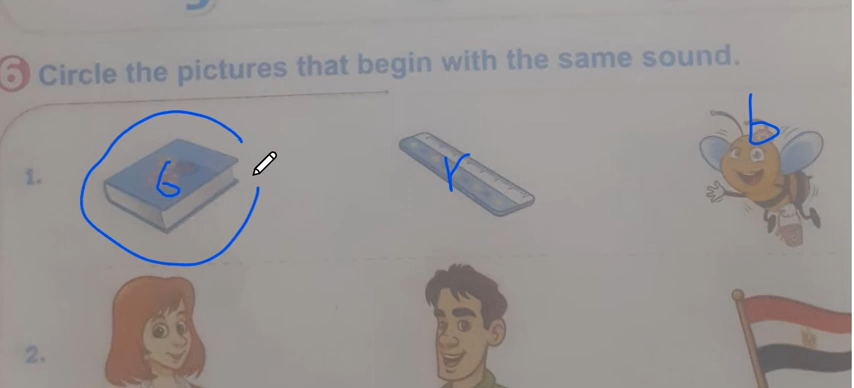 6 Circle the pictures that begin with the same sound.
1. b r b
2.